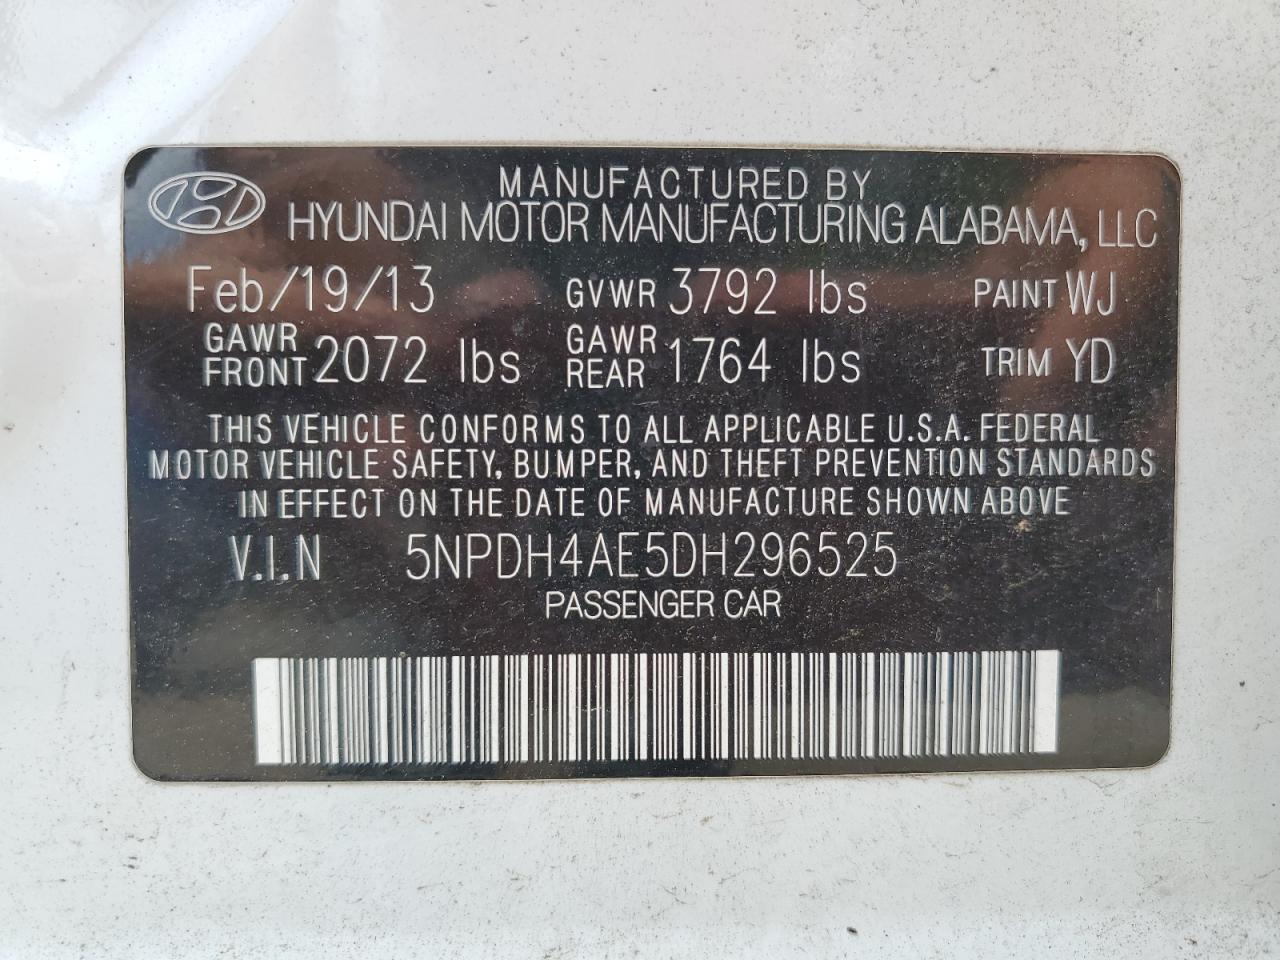 MANUFACTURED BY
HYUNDAI MOTOR MANUFACTURING ALABAMA, LLC
Feb/19/13 GVWR 3792 lbs PAINT WJ
GAWR FRONT 2072 lbs GAWR REAR 1764 lbs TRIM YD
THIS VEHICLE CONFORMS TO ALL APPLICABLE U.S.A. FEDERAL
MOTOR VEHICLE SAFETY, BUMPER, AND THEFT PREVENTION STANDARDS
IN EFFECT ON THE DATE OF MANUFACTURE SHOWN ABOVE
V.I.N 5NPDH4AE5DH296525
PASSENGER CAR